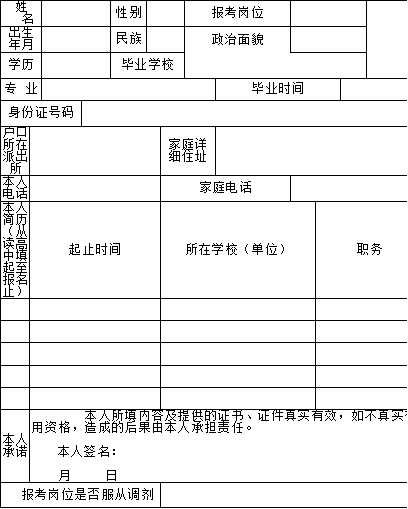 姓名 性别 报考岗位
出生年月 民族 政治面貌
学历 毕业学校
专 业 毕业时间
身份证号码
户口所在派出所 家庭详细住址
本人电话 家庭电话
本人简历（从读高中填起至报名止） 起止时间 所在学校（单位） 职务
本人承诺
本人所填内容及提供的证书、证件真实有效，如不真实
用资格，造成的后果由本人承担责任。
本人签名：
月 日
报考岗位是否服从调剂